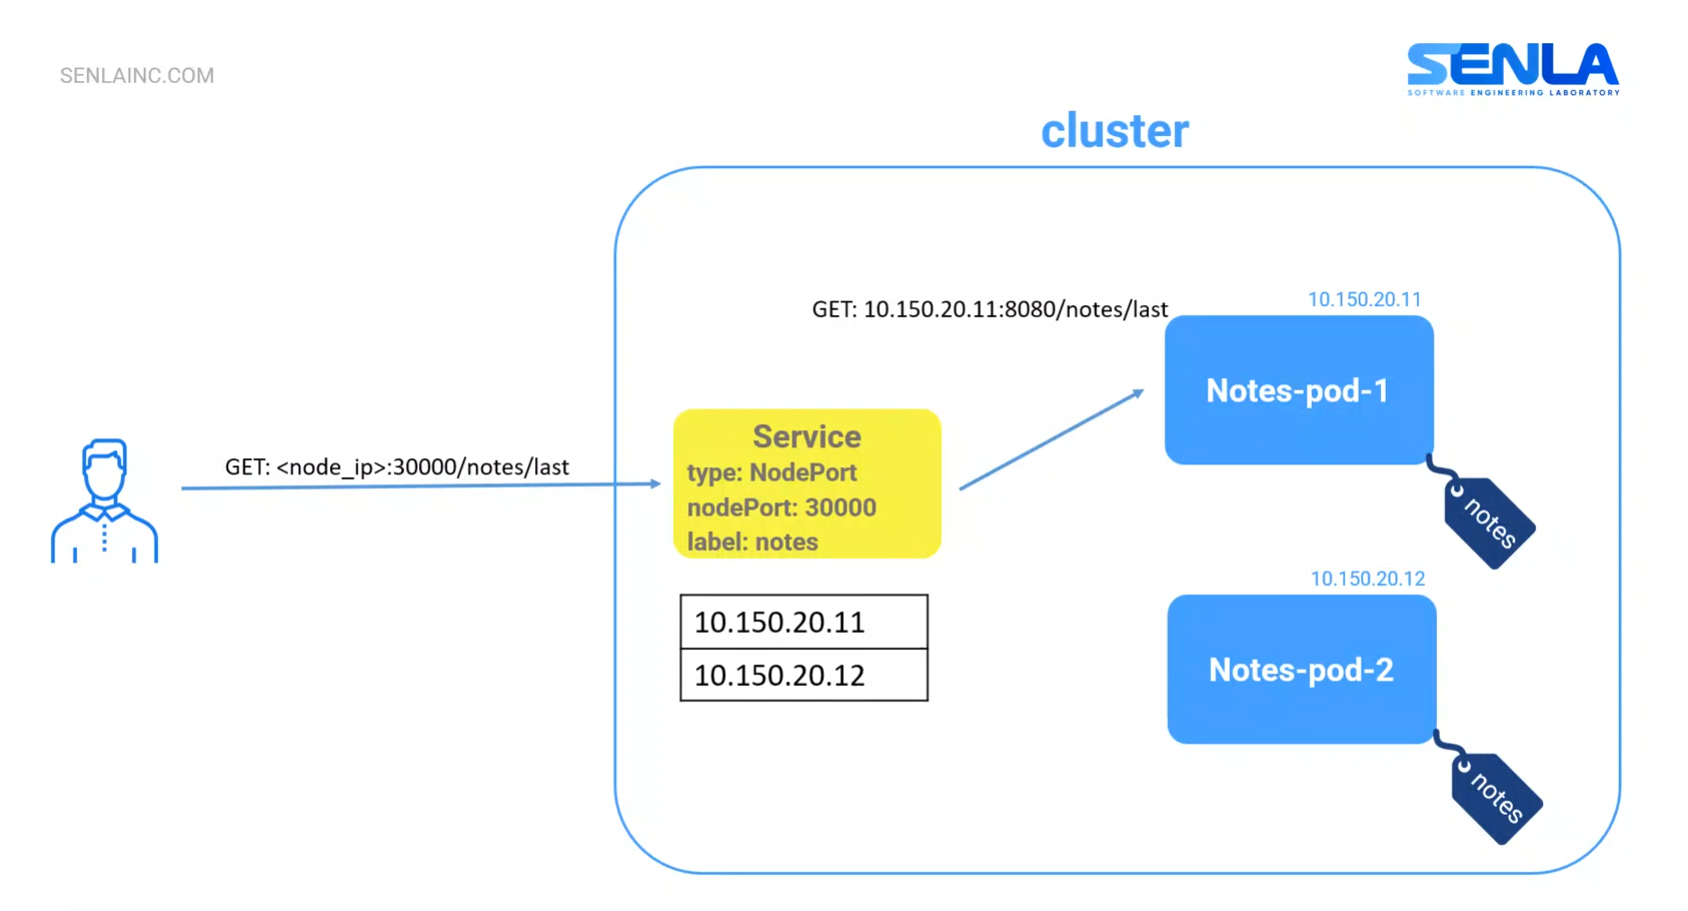 SENLAINC.COM
SENLA
SOFTWARE ENGINEERING LABORATORY
cluster
10.150.20.11
GET: 10.150.20.11:8080/notes/last
Notes-pod-1
notes
GET: <node_ip>:30000/notes/last
Service
type: NodePort
nodePort: 30000
label: notes
10.150.20.11
10.150.20.12
10.150.20.12
Notes-pod-2
notes